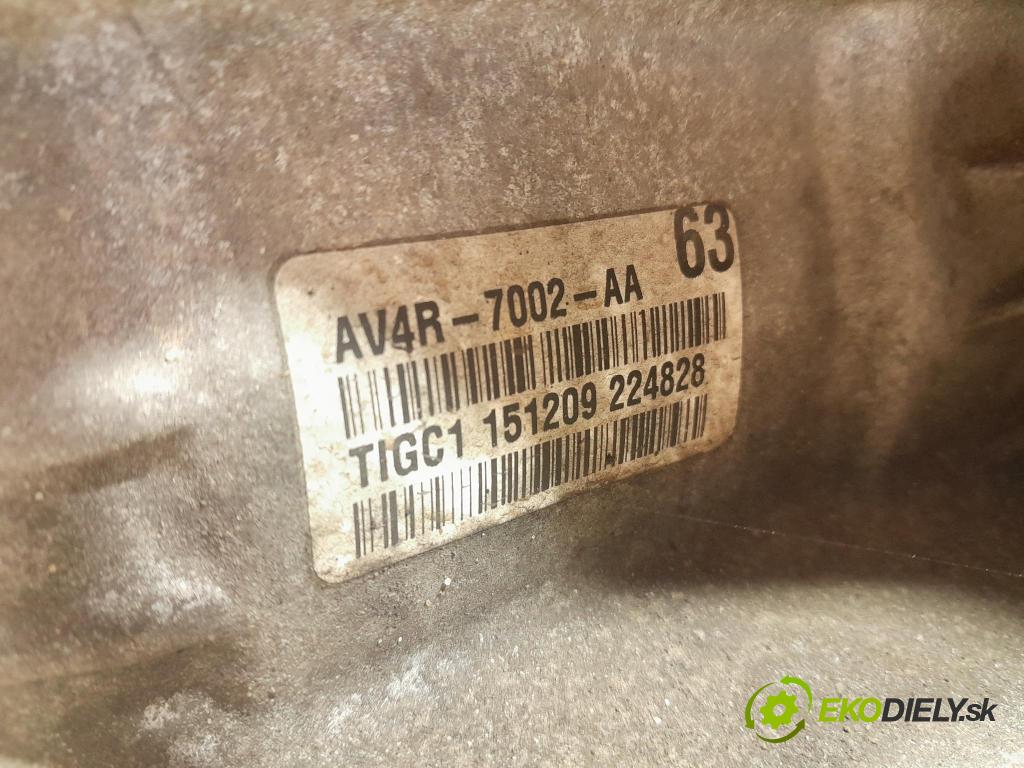 63
AV4R-7002-AA
TIGC1 151209 224828
EKODIELY.sk